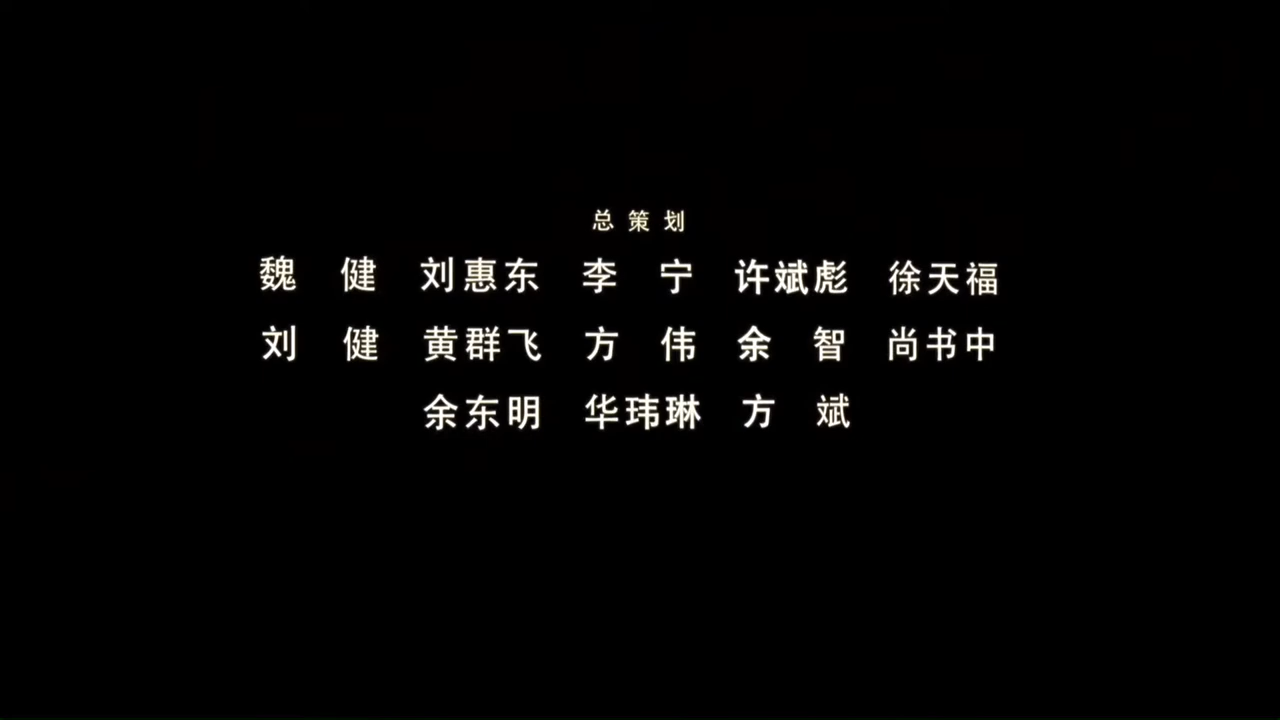 总策划
魏 健 刘惠东 李 宁 许斌彪 徐天福
刘 健 黄群飞 方 伟 余 智 尚书中
余东明 华玮琳 方 斌